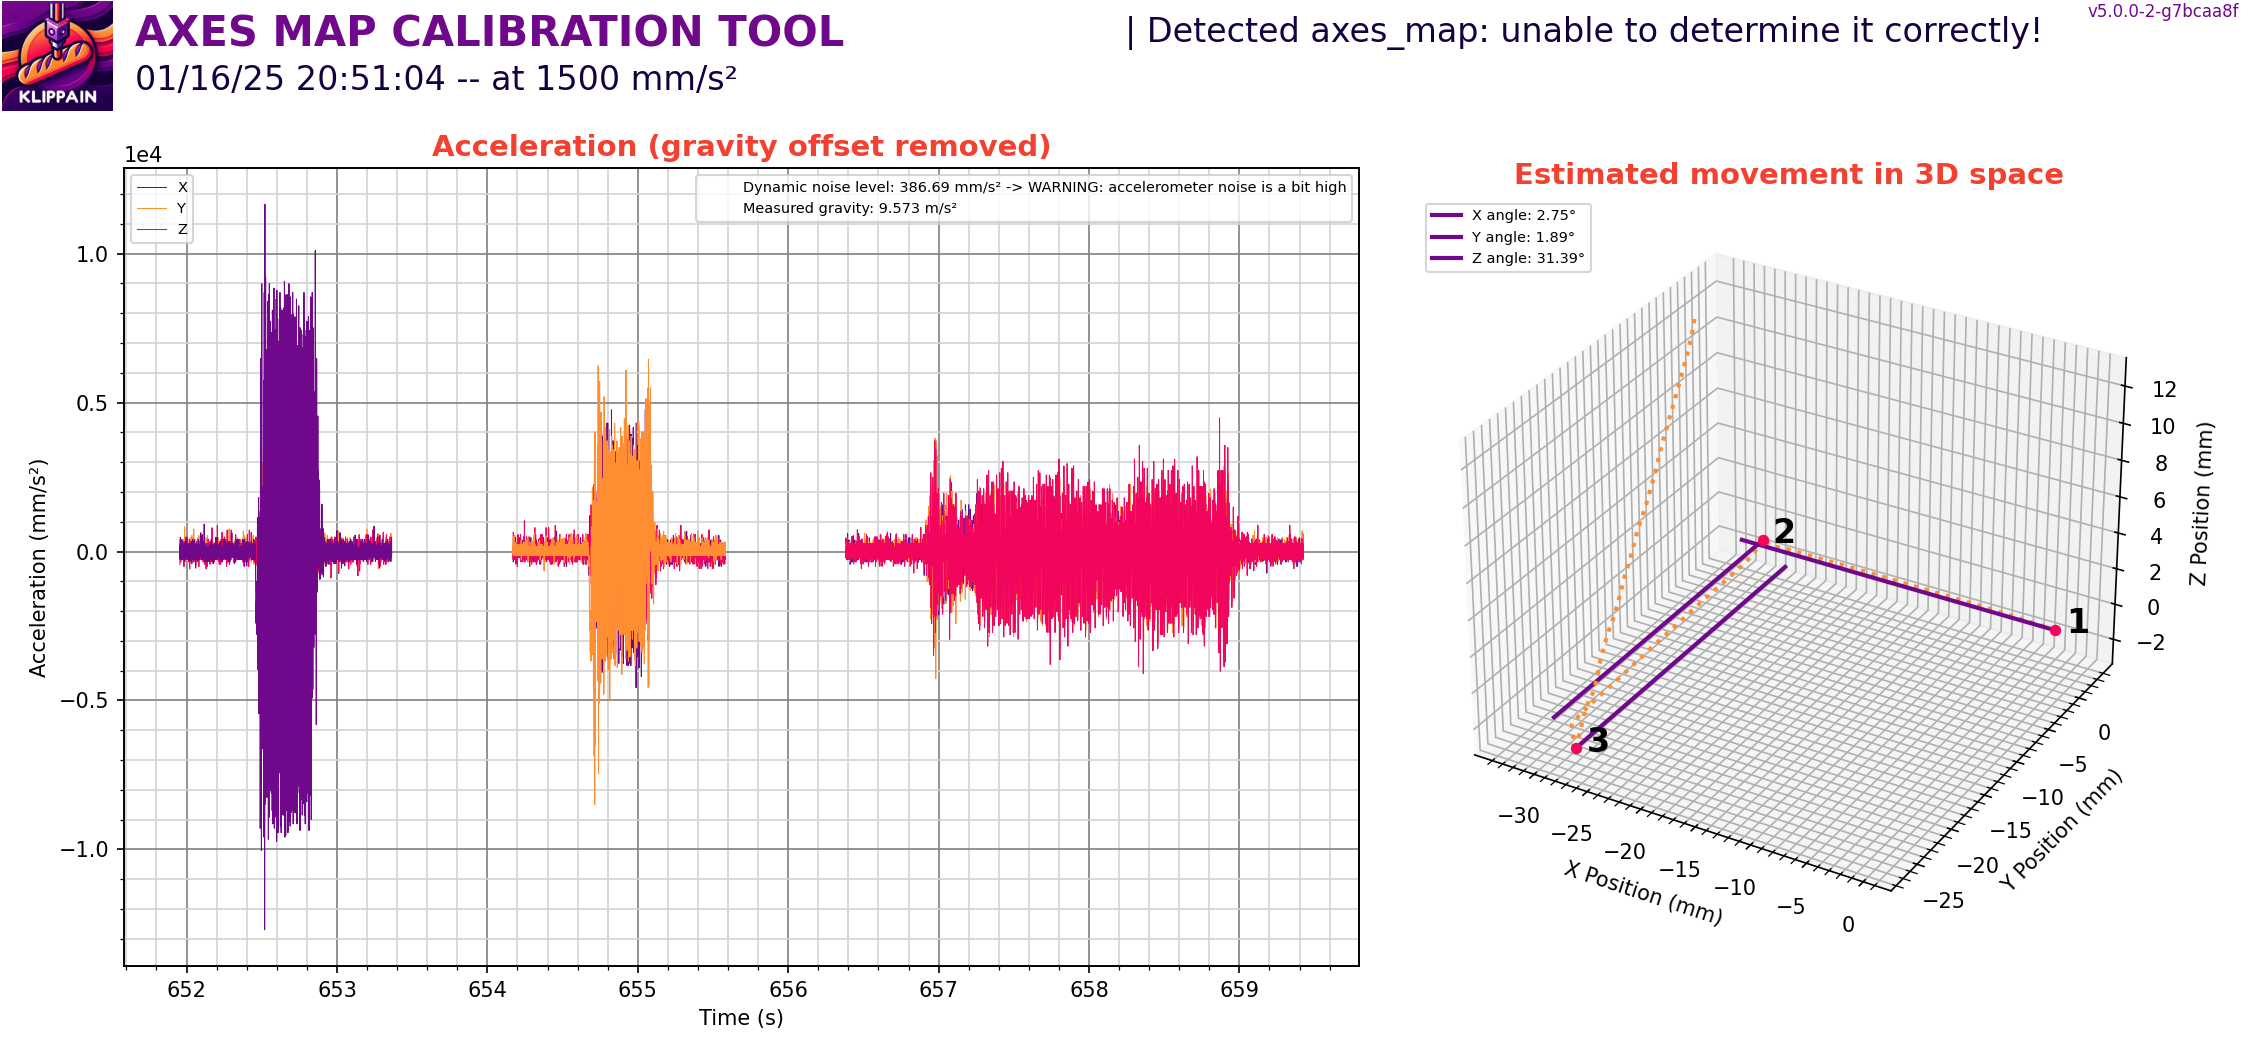 KLIPPAIN
AXES MAP CALIBRATION TOOL
01/16/25 20:51:04 -- at 1500 mm/s²
| Detected axes_map: unable to determine it correctly!
v5.0.0-2-g7bcaa8f
Acceleration (gravity offset removed)
1e4
X
Y
Z
Dynamic noise level: 386.69 mm/s² -> WARNING: accelerometer noise is a bit high
Measured gravity: 9.573 m/s²
1.0
0.5
0.0
−0.5
−1.0
Acceleration (mm/s²)
652
653
654
655
656
657
658
659
Time (s)
Estimated movement in 3D space
X angle: 2.75°
Y angle: 1.89°
Z angle: 31.39°
2
1
3
12
10
8
6
4
2
0
−2
Z Position (mm)
0
−5
−10
−15
−20
−25
Y Position (mm)
−30
−25
−20
−15
−10
−5
0
X Position (mm)